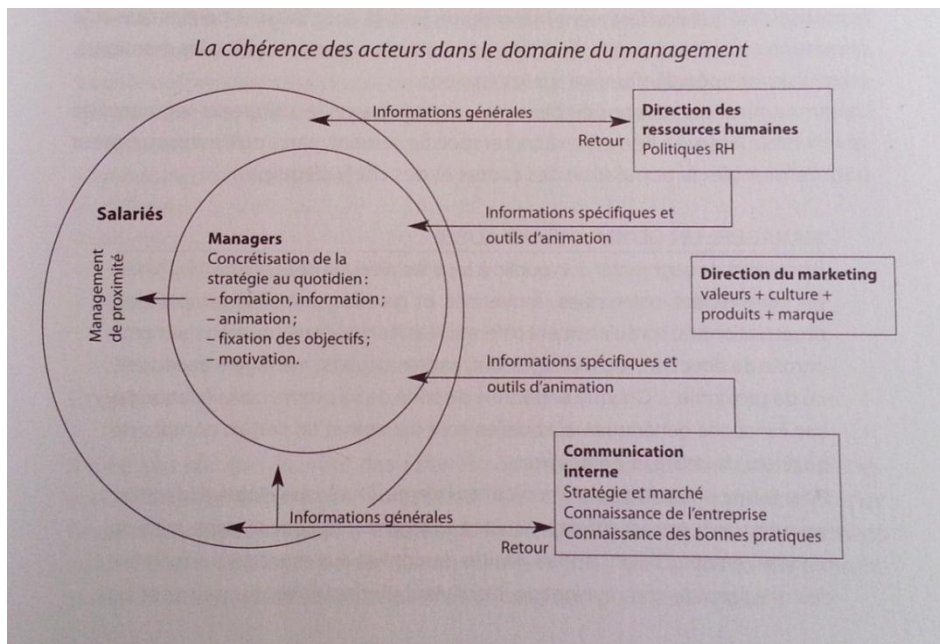 La cohérence des acteurs dans le domaine du management
Informations générales
Retour
Direction des
ressources humaines
Politiques RH
Salariés
Management
de proximité
Managers
Concrétisation de la
stratégie au quotidien :
– formation, information ;
– animation ;
– fixation des objectifs ;
– motivation.
Informations spécifiques et
outils d'animation
Direction du marketing
valeurs + culture +
produits + marque
Informations spécifiques et
outils d'animation
Communication
interne
Stratégie et marché
Connaissance de l'entreprise
Connaissance des bonnes pratiques
Informations générales
Retour